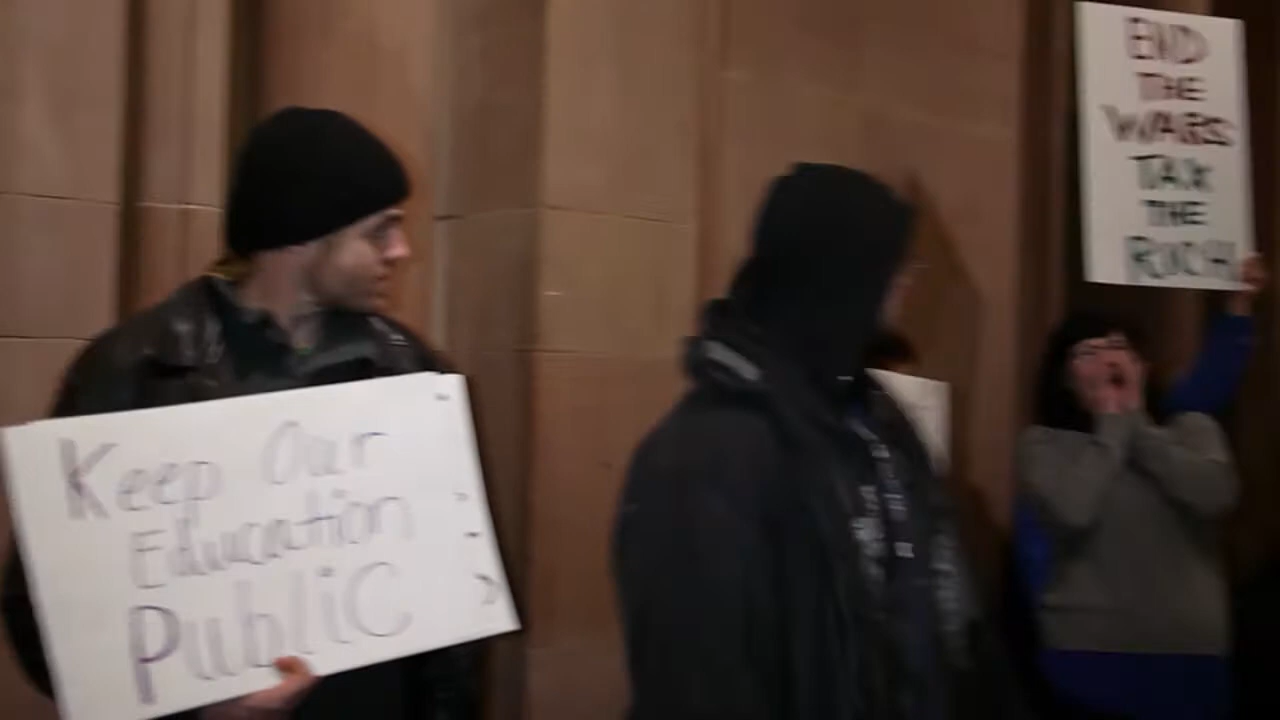 Keep Our
Education
PubliC
END
THE
WARS
TAX
THE
RICH